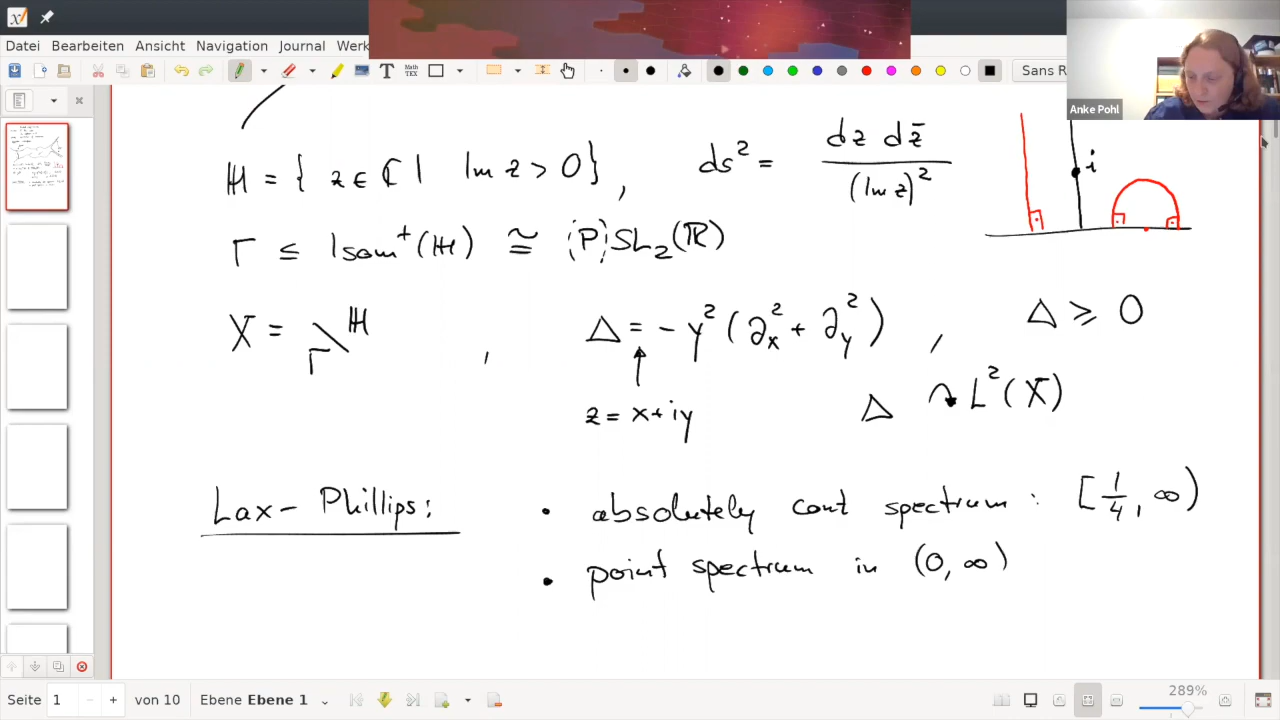 Datei Bearbeiten Ansicht Navigation Journal Werk
T MATH TEX Sans R
Anke Pohl
ℍ = { z ∈ ℂ | Im z > 0 } , ds² = dz dz̄ / (Im z)²
i
Γ ≤ Isom⁺(ℍ) ≅ (P)SL₂(ℝ)
X = Γ\ℍ , Δ = - y² (∂ₓ² + ∂ᵧ²) , Δ ≥ 0
z = x + iy Δ ↷ L²(X)
Lax-Phillips: • absolutely cont spectrum : [1/4, ∞)
• point spectrum in (0, ∞)
Seite 1 - + von 10 Ebene Ebene 1 289%